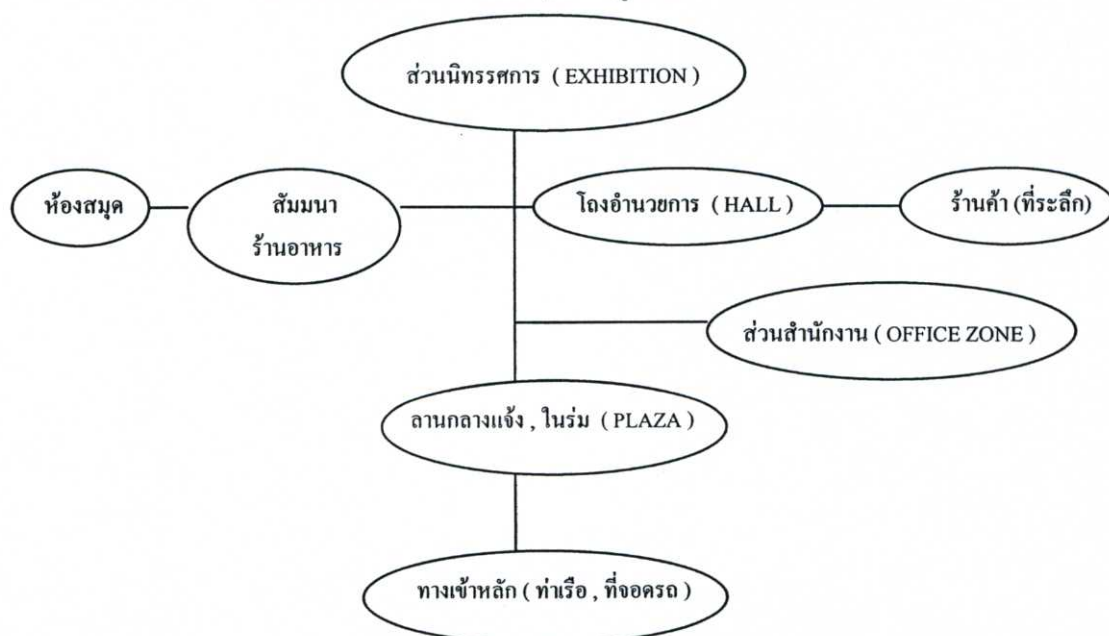 ส่วนนิทรรศการ ( EXHIBITION )
ห้องสมุด
สัมมนา
ร้านอาหาร
โถงอำนวยการ ( HALL )
ร้านค้า (ที่ระลึก)
ส่วนสำนักงาน ( OFFICE ZONE )
ลานกลางแจ้ง , ในร่ม ( PLAZA )
ทางเข้าหลัก ( ท่าเรือ , ที่จอดรถ )